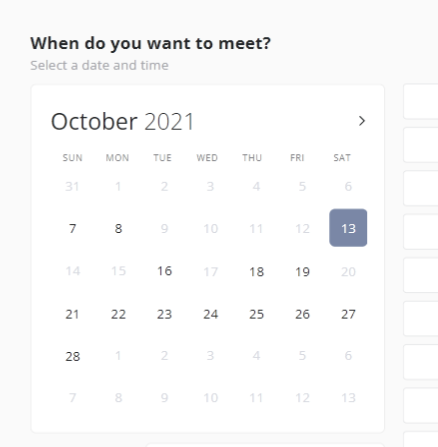 When do you want to meet?
Select a date and time
October 2021
SUN MON TUE WED THU FRI SAT
31 1 2 3 4 5 6
7 8 9 10 11 12 13
14 15 16 17 18 19 20
21 22 23 24 25 26 27
28 1 2 3 4 5 6
7 8 9 10 11 12 13